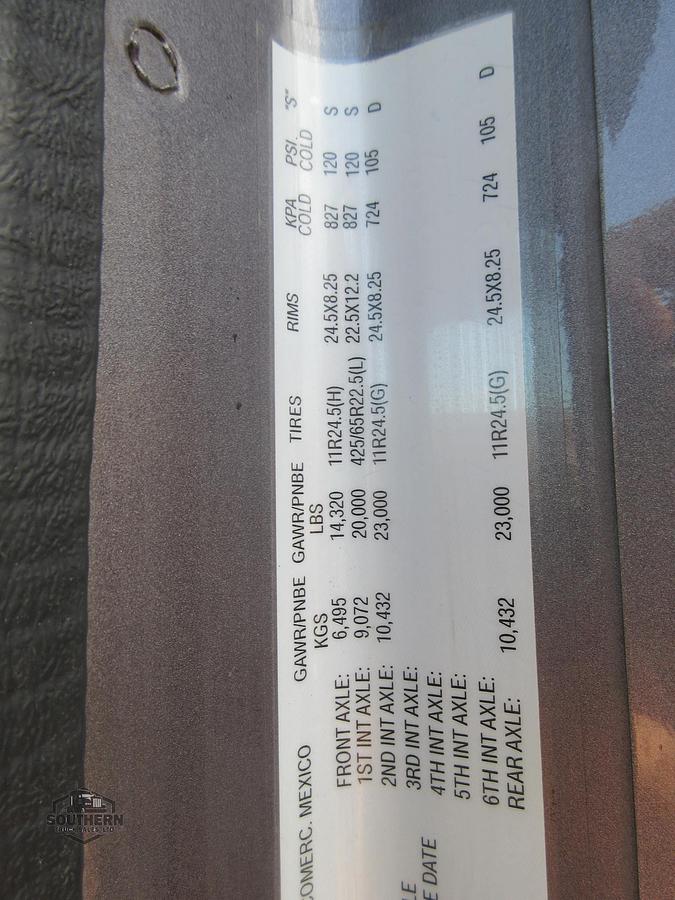 COMERC. MEXICO GAWR/PNBE GAWR/PNBE TIRES RIMS KPA PSI. "S"
KGS LBS COLD COLD
FRONT AXLE: 6,495 14,320 11R24.5(H) 24.5X8.25 827 120 S
1ST INT AXLE: 9,072 20,000 425/65R22.5(L) 22.5X12.2 827 120 S
2ND INT AXLE: 10,432 23,000 11R24.5(G) 24.5X8.25 724 105 D
LE 3RD INT AXLE:
E DATE 4TH INT AXLE:
5TH INT AXLE:
6TH INT AXLE:
REAR AXLE: 10,432 23,000 11R24.5(G) 24.5X8.25 724 105 D
SOUTHERN
TRUCK SALES, LTD